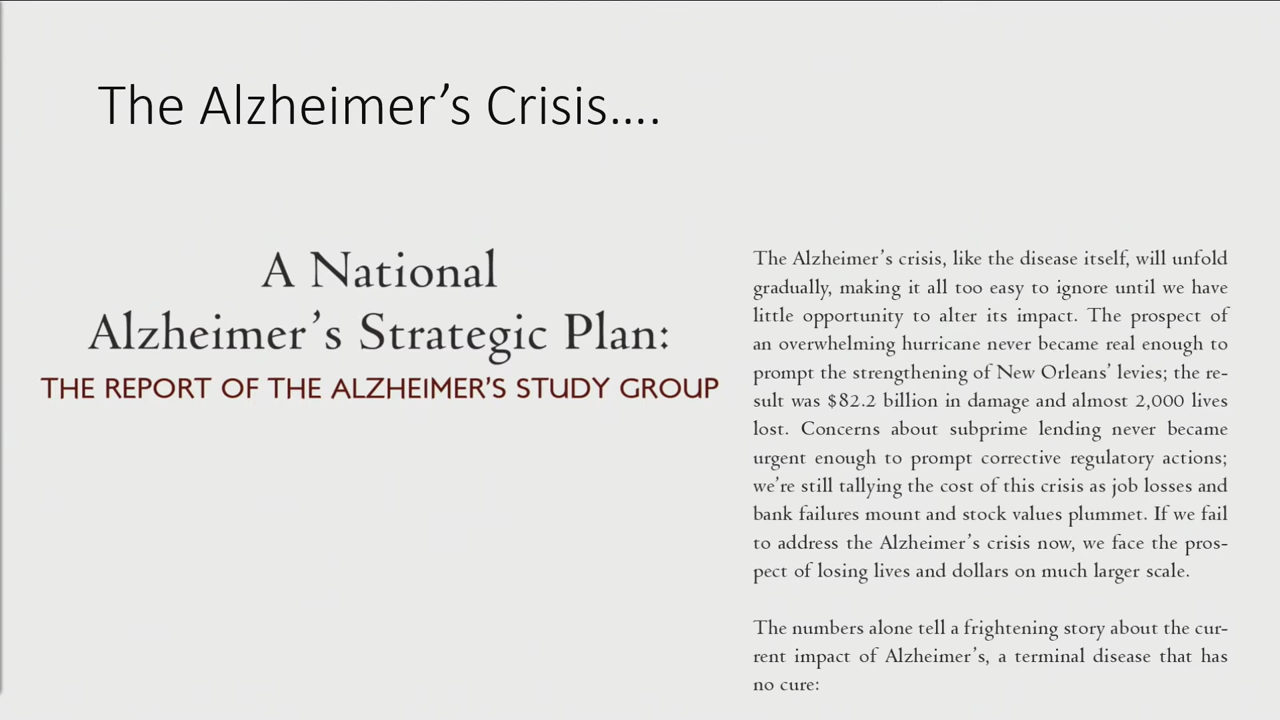 The Alzheimer’s Crisis....
A National
Alzheimer’s Strategic Plan:
THE REPORT OF THE ALZHEIMER’S STUDY GROUP
The Alzheimer’s crisis, like the disease itself, will unfold
gradually, making it all too easy to ignore until we have
little opportunity to alter its impact. The prospect of
an overwhelming hurricane never became real enough to
prompt the strengthening of New Orleans’ levies; the re-
sult was $82.2 billion in damage and almost 2,000 lives
lost. Concerns about subprime lending never became
urgent enough to prompt corrective regulatory actions;
we’re still tallying the cost of this crisis as job losses and
bank failures mount and stock values plummet. If we fail
to address the Alzheimer’s crisis now, we face the pros-
pect of losing lives and dollars on much larger scale.
The numbers alone tell a frightening story about the cur-
rent impact of Alzheimer’s, a terminal disease that has
no cure: